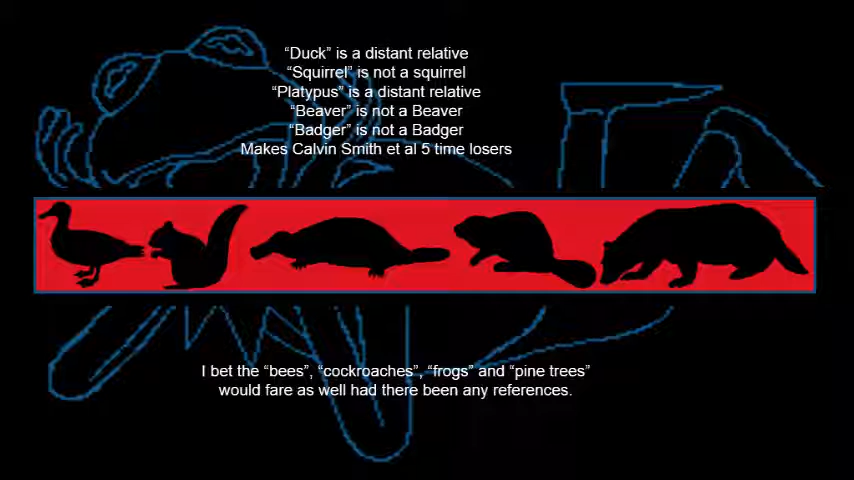 “Duck” is a distant relative
“Squirrel” is not a squirrel
“Platypus” is a distant relative
“Beaver” is not a Beaver
“Badger” is not a Badger
Makes Calvin Smith et al 5 time losers
I bet the “bees”, “cockroaches”, “frogs” and “pine trees”
would fare as well had there been any references.